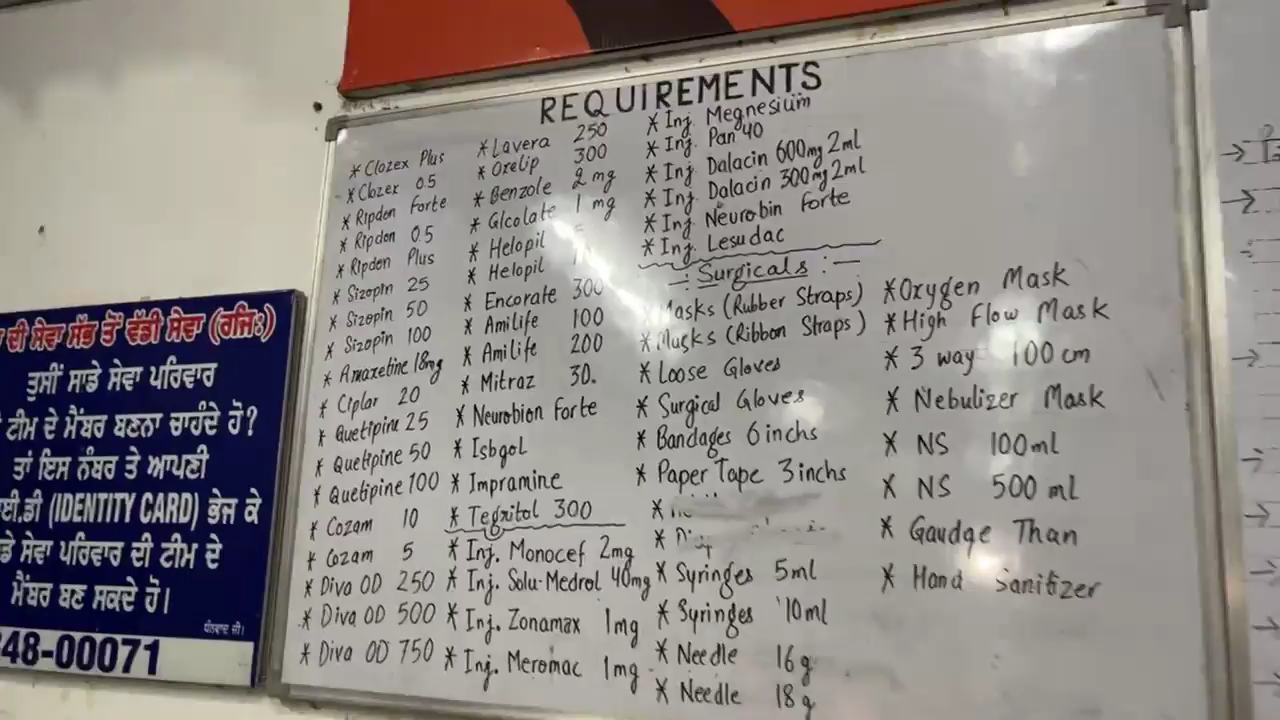 ਦੀ ਸੇਵਾ ਸੱਭ ਤੋਂ ਵੱਡੀ ਸੇਵਾ (ਰਜਿ:)
ਤੁਸੀਂ ਸਾਡੇ ਸੇਵਾ ਪਰਿਵਾਰ
ਟੀਮ ਦੇ ਮੈਂਬਰ ਬਣਨਾ ਚਾਹੁੰਦੇ ਹੋ?
ਤਾਂ ਇਸ ਨੰਬਰ ਤੇ ਆਪਣੀ
ਈ.ਡੀ (IDENTITY CARD) ਭੇਜ ਕੇ
ਡੇ ਸੇਵਾ ਪਰਿਵਾਰ ਦੀ ਟੀਮ ਦੇ
ਮੈਂਬਰ ਬਣ ਸਕਦੇ ਹੋ।
ਧੰਨਵਾਦ ਜੀ।
48-00071
REQUIREMENTS
* Clozex Plus
* Clozex 0.5
* Ripdon Forte
* Ripdon 0.5
* Ripdon Plus
* Sizopin 25
* Sizopin 50
* Sizopin 100
* Amaxetine 18mg
* Ciplar 20
* Quetipine 25
* Quetipine 50
* Quetipine 100
* Cozam 10
* Cozam 5
* Diva OD 250
* Diva OD 500
* Diva OD 750
* Lavera 250
* Oxelip 300
* Benzole 2 mg
* Glcolate 1 mg
* Helopil
* Helopil
* Encorate 300
* Amilife 100
* Amilife 200
* Mitraz 30.
* Neurobion forte
* Isbgol
* Impramine
* Tegritol 300
* Inj. Monocef 2mg
* Inj. Solu-Medrol 40mg
* Inj. Zonamax 1mg
* Inj. Meromac 1mg
* Inj. Megnesium
* Inj. Pan 40
* Inj. Dalacin 600mg 2ml
* Inj. Dalacin 300mg 2ml
* Inj. Neurobin forte
* Inj. Lesudac
-: Surgicals :-
* Masks (Rubber Straps)
* Masks (Ribbon Straps)
* Loose Gloves
* Surgical Gloves
* Bandages 6 inchs
* Paper Tape 3 inchs
*
*
* Syringes 5ml
* Syringes 10ml
* Needle 16g
* Needle 18g
* Oxygen Mask
* High Flow Mask
* 3 way 100 cm
* Nebulizer Mask
* NS 100ml
* NS 500 ml
* Gaudge Than
* Hand Sanitizer